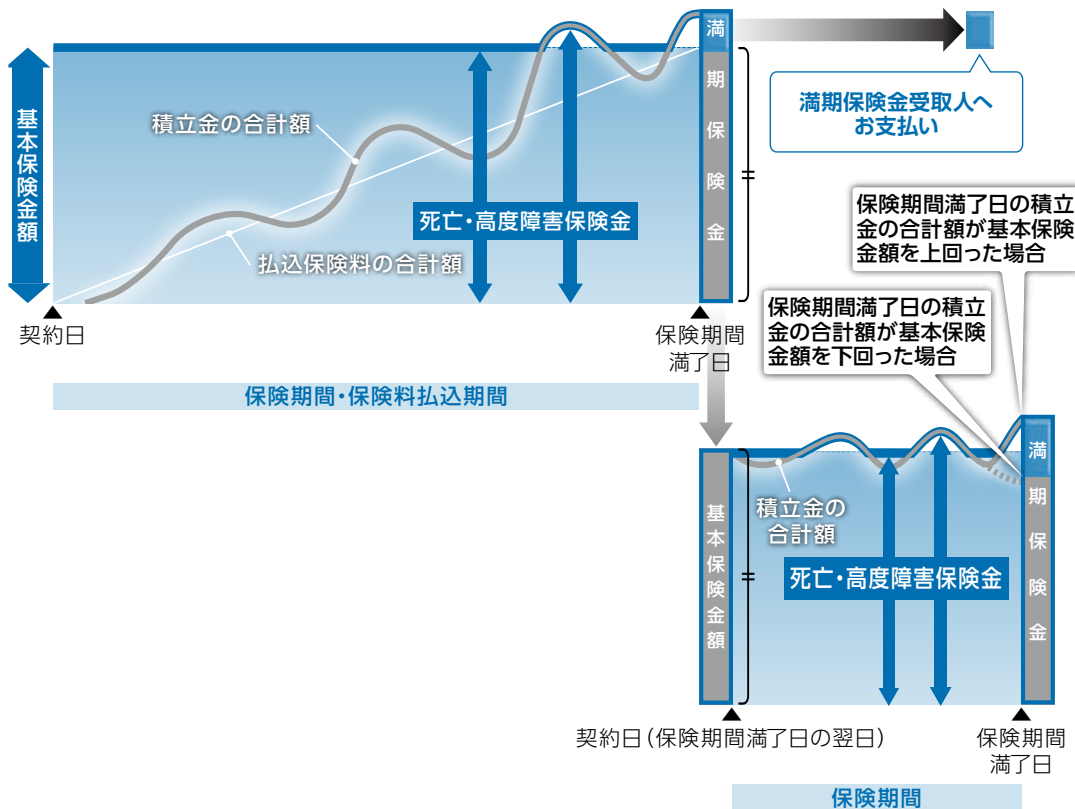 満期保険金
満期保険金受取人へ
お支払い
基本保険金額
積立金の合計額
死亡・高度障害保険金
払込保険料の合計額
契約日
保険期間
満了日
保険期間・保険料払込期間
保険期間満了日の積立
金の合計額が基本保険
金額を上回った場合
保険期間満了日の積立
金の合計額が基本保険
金額を下回った場合
基本保険金額
積立金の
合計額
死亡・高度障害保険金
満期保険金
契約日(保険期間満了日の翌日)
保険期間
満了日
保険期間